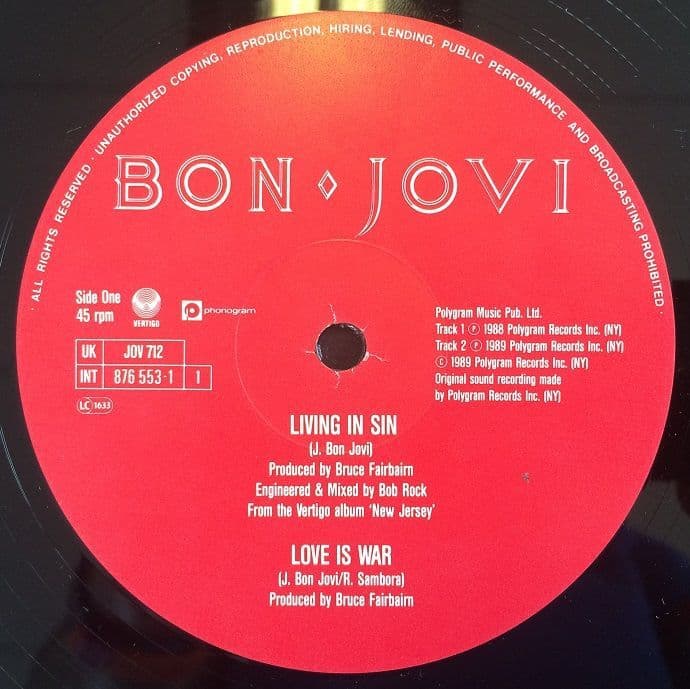 ALL RIGHTS RESERVED · UNAUTHORIZED COPYING, REPRODUCTION, HIRING, LENDING, PUBLIC PERFORMANCE AND BROADCASTING PROHIBITED ·
BON · JOVI
Side One
45 rpm
VERTIGO
phonogram
UK JOV 712
INT 876 553-1 1
LC 1633
Polygram Music Pub. Ltd.
Track 1 ℗ 1988 Polygram Records Inc. (NY)
Track 2 ℗ 1989 Polygram Records Inc. (NY)
© 1989 Polygram Records Inc. (NY)
Original sound recording made
by Polygram Records Inc. (NY)
LIVING IN SIN
(J. Bon Jovi)
Produced by Bruce Fairbairn
Engineered & Mixed by Bob Rock
From the Vertigo album 'New Jersey'
LOVE IS WAR
(J. Bon Jovi/R. Sambora)
Produced by Bruce Fairbairn